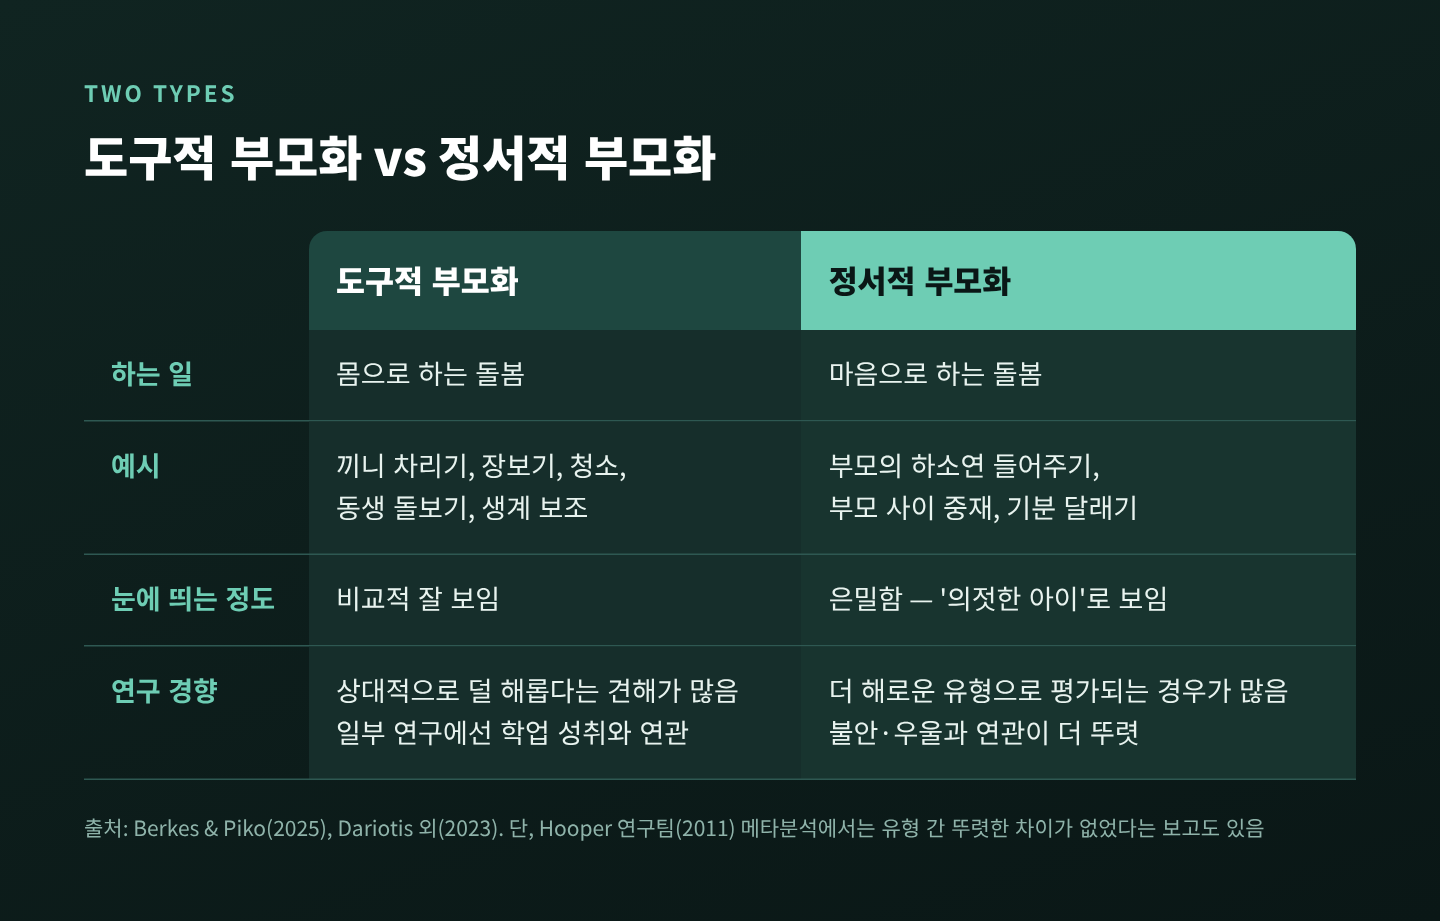 TWO TYPES
도구적 부모화 vs 정서적 부모화
도구적 부모화
정서적 부모화
하는 일
몸으로 하는 돌봄
마음으로 하는 돌봄
예시
끼니 차리기, 장보기, 청소,
동생 돌보기, 생계 보조
부모의 하소연 들어주기,
부모 사이 중재, 기분 달래기
눈에 띄는 정도
비교적 잘 보임
은밀함 — '의젓한 아이'로 보임
연구 경향
상대적으로 덜 해롭다는 견해가 많음
일부 연구에선 학업 성취와 연관
더 해로운 유형으로 평가되는 경우가 많음
불안·우울과 연관이 더 뚜렷
출처: Berkes & Piko(2025), Dariotis 외(2023). 단, Hooper 연구팀(2011) 메타분석에서는 유형 간 뚜렷한 차이가 없었다는 보고도 있음